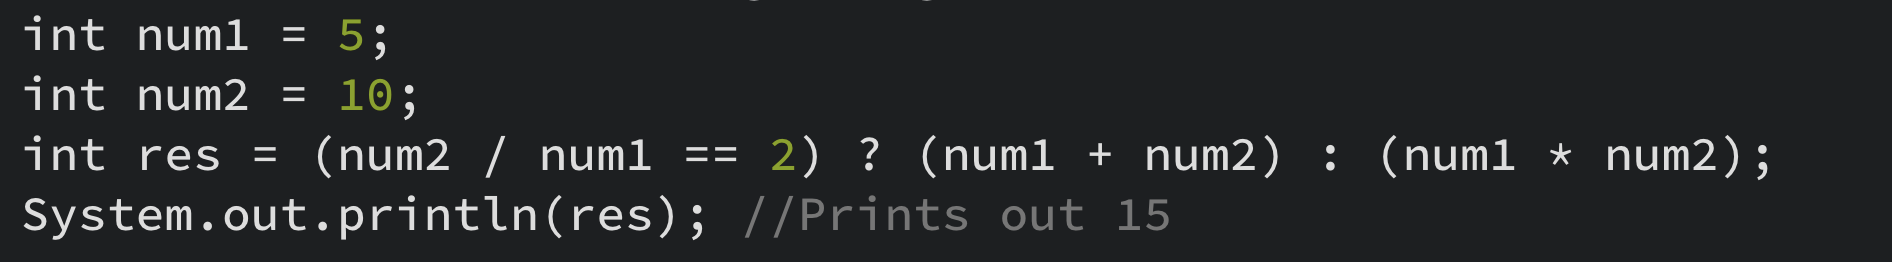 int num1 = 5;
int num2 = 10;
int res = (num2 / num1 == 2) ? (num1 + num2) : (num1 * num2);
System.out.println(res); //Prints out 15